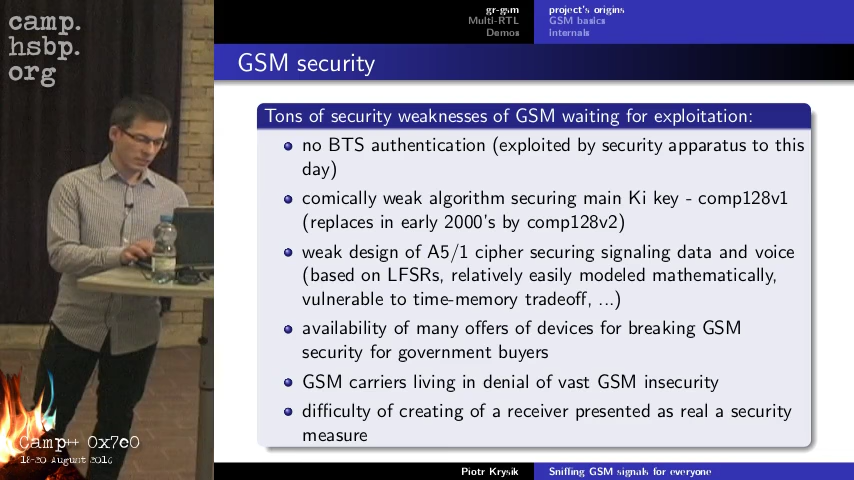 camp.
hsbp.
org
gr-gsm
Multi-RTL
Demos
project's origins
GSM basics
Internals
GSM security
Tons of security weaknesses of GSM waiting for exploitation:
no BTS authentication (exploited by security apparatus to this
day)
comically weak algorithm securing main Ki key - comp128v1
(replaces in early 2000's by comp128v2)
weak design of A5/1 cipher securing signaling data and voice
(based on LFSRs, relatively easily modeled mathematically,
vulnerable to time-memory tradeoff, ...)
availability of many offers of devices for breaking GSM
security for government buyers
GSM carriers living in denial of vast GSM insecurity
difficulty of creating of a receiver presented as real a security
measure
Camp++ 0x7e0
18-20 August 2016
Piotr Krysik
Sniffing GSM signals for everyone